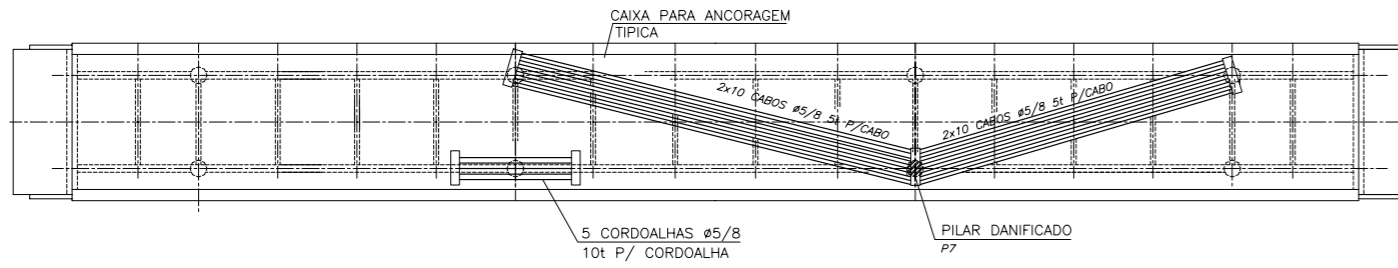 CAIXA PARA ANCORAGEM
TIPICA
2x10 CABOS ø5/8 5t P/CABO
2x10 CABOS ø5/8 5t P/CABO
5 CORDOALHAS ø5/8
10t P/ CORDOALHA
PILAR DANIFICADO
P7